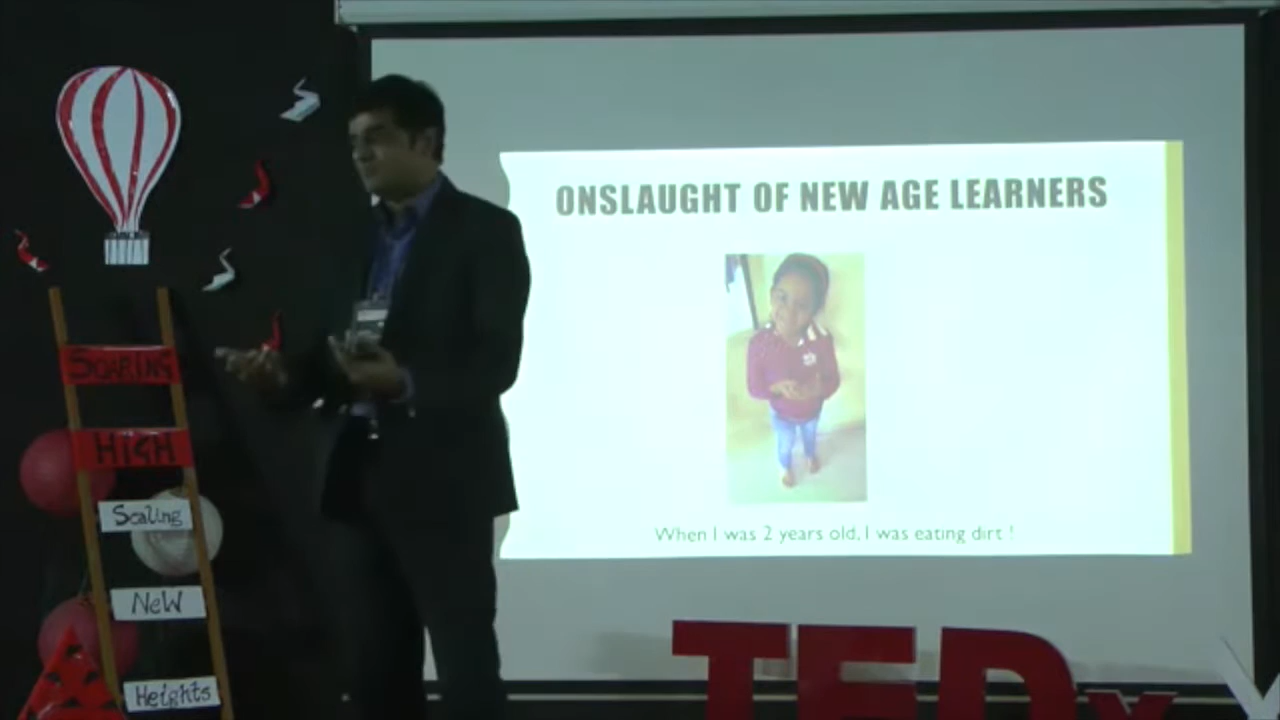 SOARING
HIGH
Scaling
NeW
Heights
ONSLAUGHT OF NEW AGE LEARNERS
When I was 2 years old, I was eating dirt !
TEDx